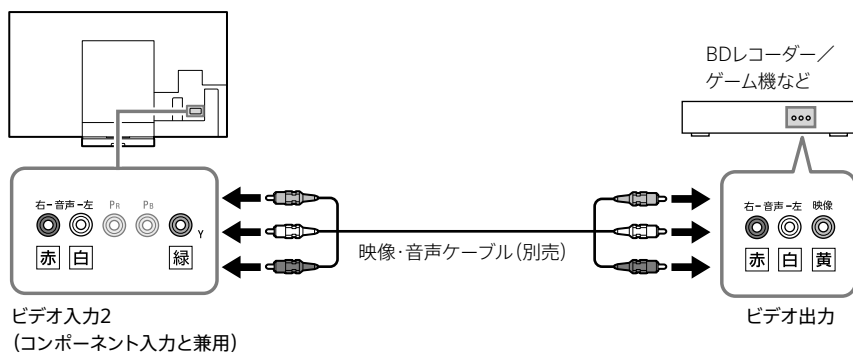 BDレコーダー／
ゲーム機など
右-音声-左 PR PB
Y
赤 白 緑
映像・音声ケーブル（別売）
右-音声-左 映像
赤 白 黄
ビデオ入力2
（コンポーネント入力と兼用）
ビデオ出力